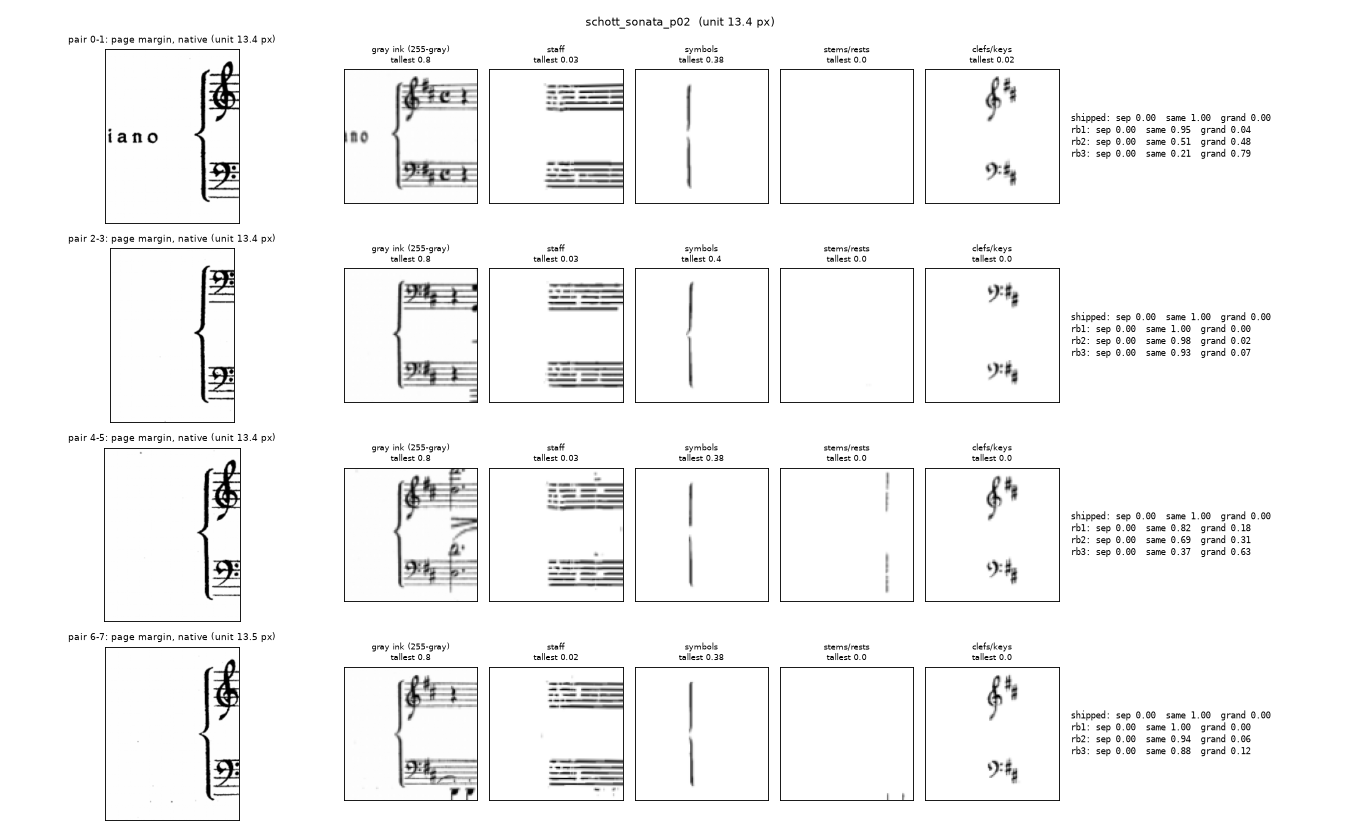 schott_sonata_p02  (unit 13.4 px)
pair 0-1: page margin, native (unit 13.4 px)
gray ink (255-gray)
tallest 0.8
staff
tallest 0.03
symbols
tallest 0.38
stems/rests
tallest 0.0
clefs/keys
tallest 0.02
iano
ano
shipped: sep 0.00  same 1.00  grand 0.00
rb1: sep 0.00  same 0.95  grand 0.04
rb2: sep 0.00  same 0.51  grand 0.48
rb3: sep 0.00  same 0.21  grand 0.79
pair 2-3: page margin, native (unit 13.4 px)
gray ink (255-gray)
tallest 0.8
staff
tallest 0.03
symbols
tallest 0.4
stems/rests
tallest 0.0
clefs/keys
tallest 0.0
shipped: sep 0.00  same 1.00  grand 0.00
rb1: sep 0.00  same 1.00  grand 0.00
rb2: sep 0.00  same 0.98  grand 0.02
rb3: sep 0.00  same 0.93  grand 0.07
pair 4-5: page margin, native (unit 13.4 px)
gray ink (255-gray)
tallest 0.8
staff
tallest 0.03
symbols
tallest 0.38
stems/rests
tallest 0.0
clefs/keys
tallest 0.0
shipped: sep 0.00  same 1.00  grand 0.00
rb1: sep 0.00  same 0.82  grand 0.18
rb2: sep 0.00  same 0.69  grand 0.31
rb3: sep 0.00  same 0.37  grand 0.63
pair 6-7: page margin, native (unit 13.5 px)
gray ink (255-gray)
tallest 0.8
staff
tallest 0.02
symbols
tallest 0.38
stems/rests
tallest 0.0
clefs/keys
tallest 0.0
shipped: sep 0.00  same 1.00  grand 0.00
rb1: sep 0.00  same 1.00  grand 0.00
rb2: sep 0.00  same 0.94  grand 0.06
rb3: sep 0.00  same 0.88  grand 0.12